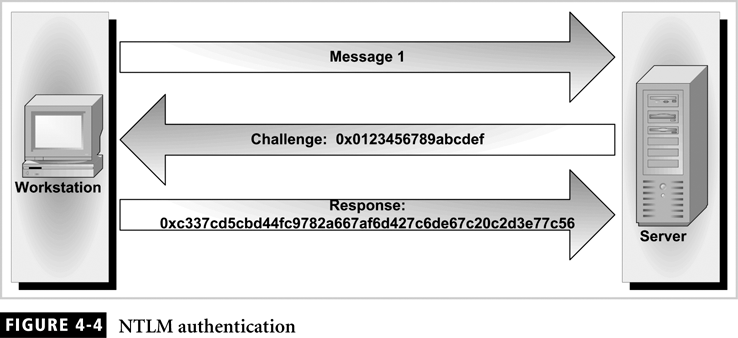 Message 1
Challenge: 0x0123456789abcdef
Workstation
Response:
0xc337cd5cbd44fc9782a667af6d427c6de67c20c2d3e77c56
Server
FIGURE 4-4 NTLM authentication